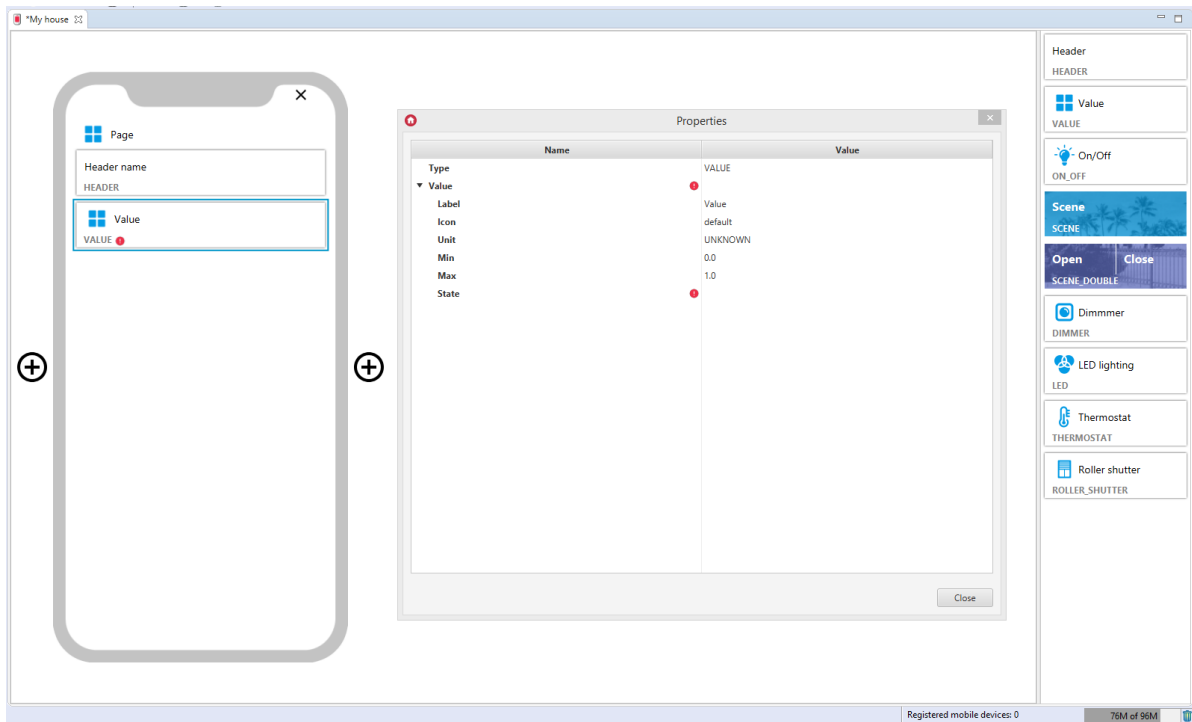 *My house
Page
Header name
HEADER
Value
VALUE
Properties
Name Value
Type VALUE
Value
Label Value
Icon default
Unit UNKNOWN
Min 0.0
Max 1.0
State
Close
Header
HEADER
Value
VALUE
On/Off
ON_OFF
Scene
SCENE
Open Close
SCENE_DOUBLE
Dimmmer
DIMMER
LED lighting
LED
Thermostat
THERMOSTAT
Roller shutter
ROLLER_SHUTTER
Registered mobile devices: 0
76M of 96M